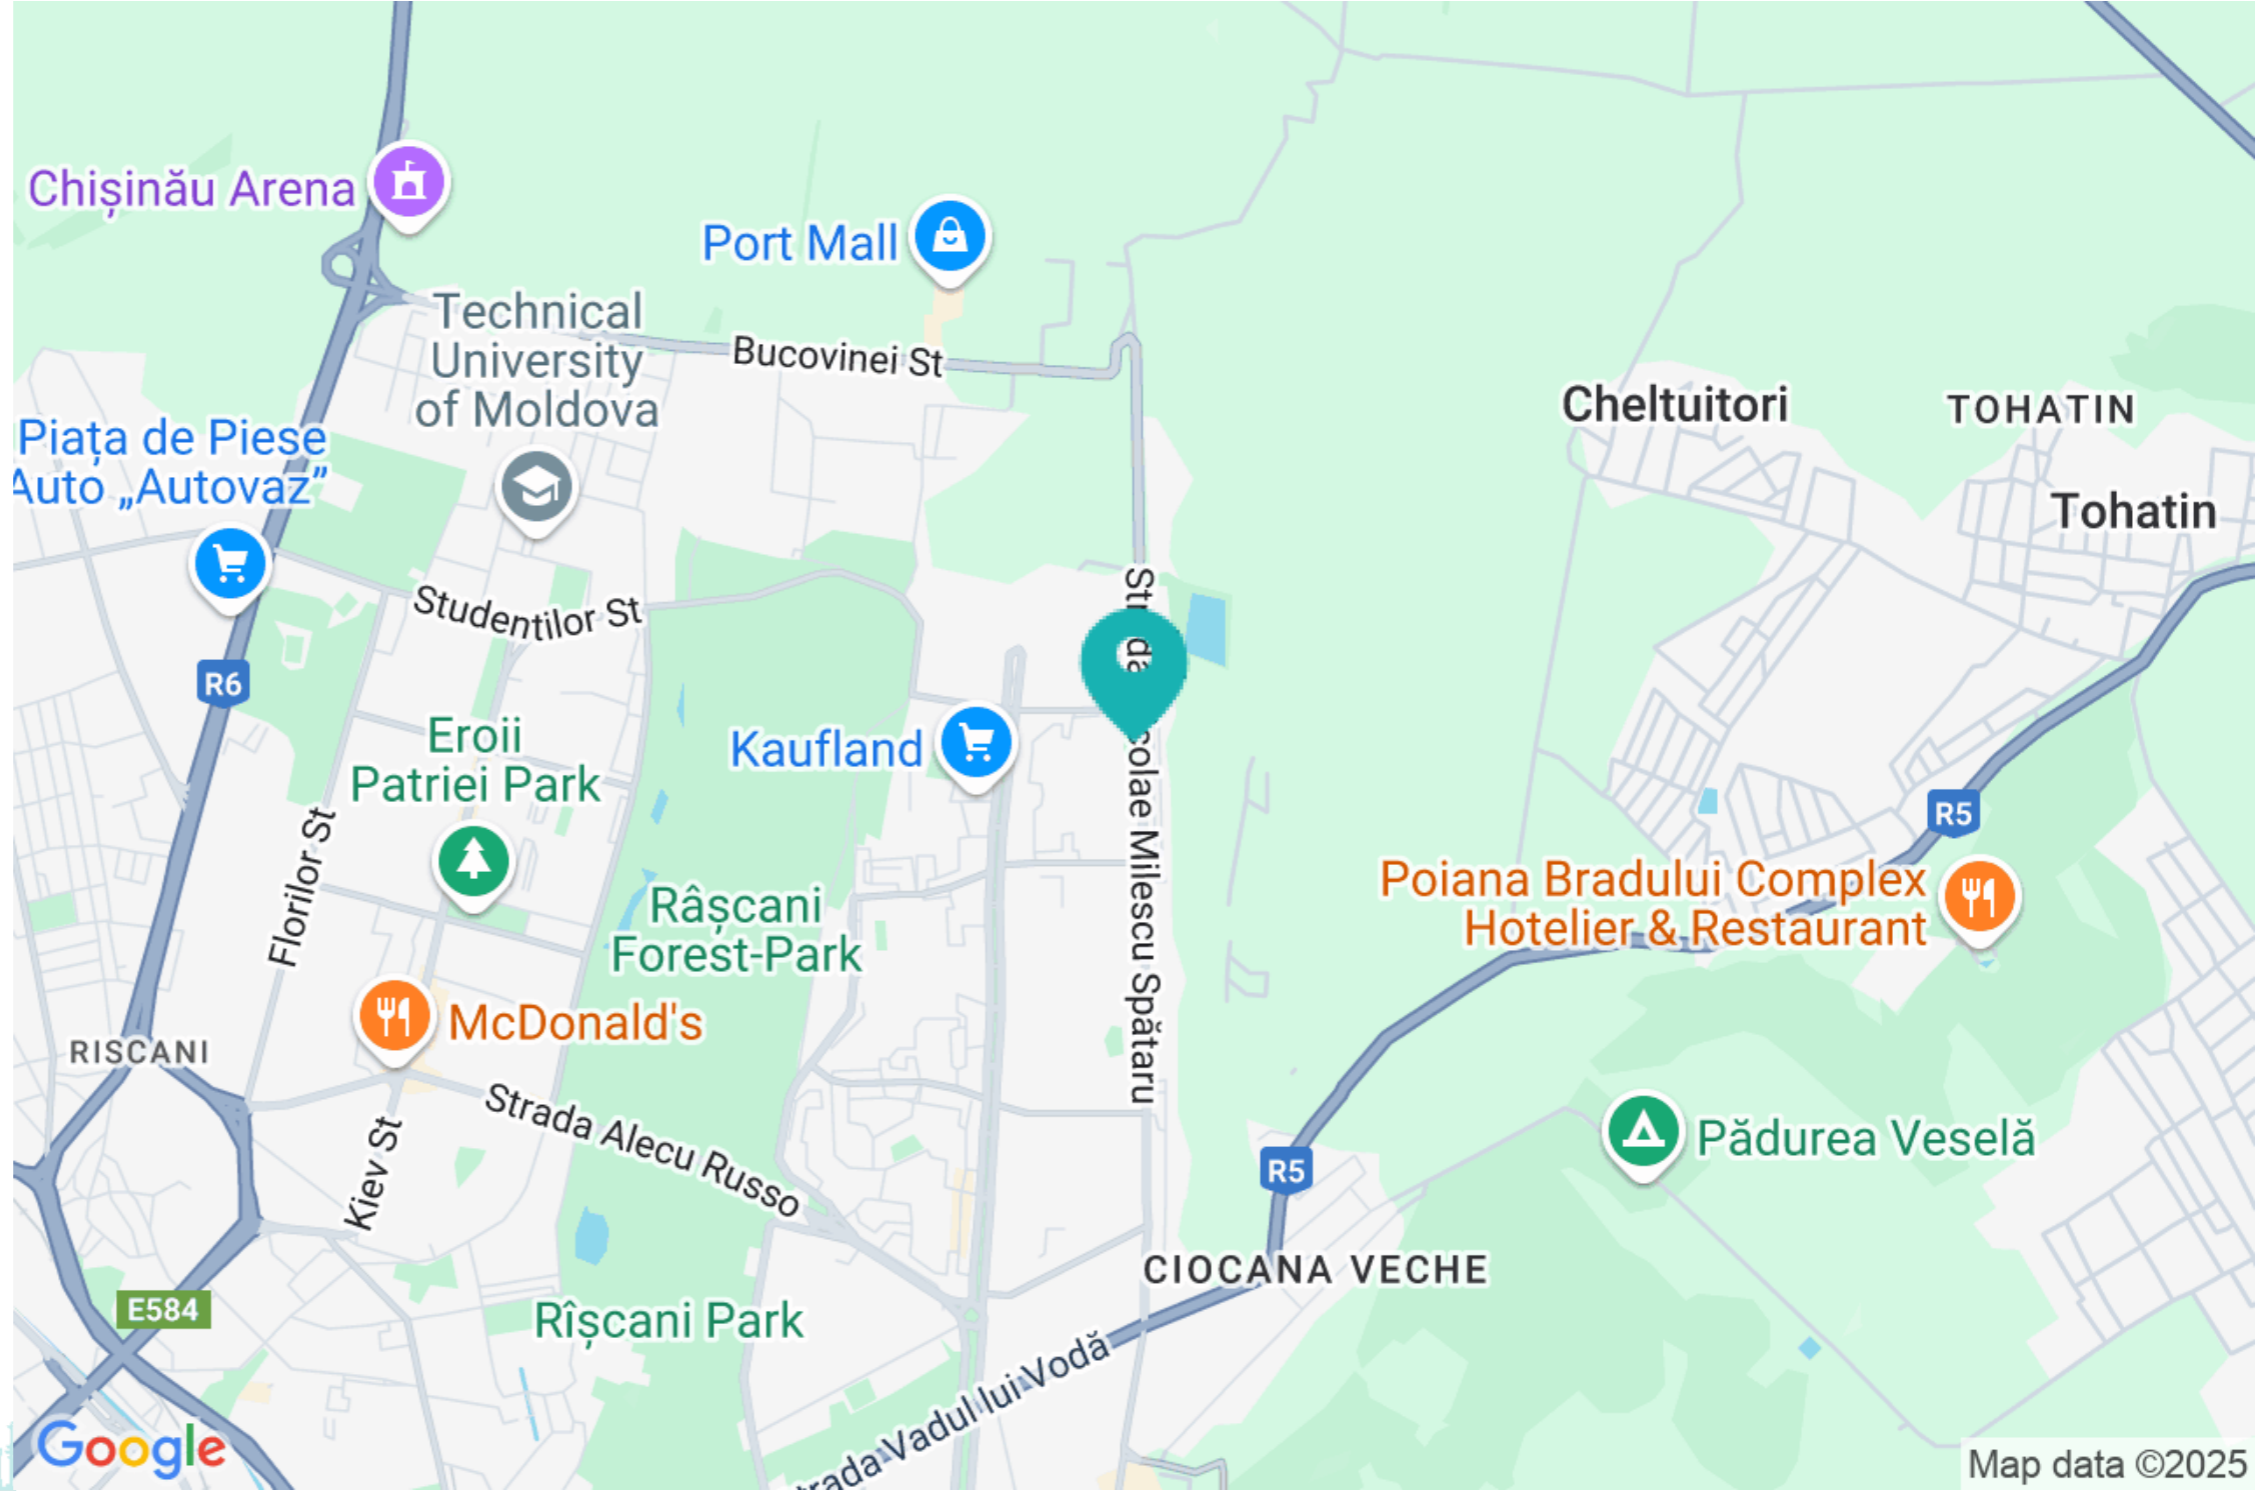 Chișinău Arena
Port Mall
Technical
University
of Moldova
Bucovinei St
Cheltuitori
TOHATIN
Piața de Piese
Auto „Autovaz”
Tohatin
Studentilor St
R6
Eroii
Patriei Park
Kaufland
Florilor St
Râșcani
Forest-Park
Milescu Spătaru
R5
Poiana Bradului Complex
Hotelier & Restaurant
McDonald's
RISCANI
Strada Alecu Russo
Kiev St
R5
Pădurea Veselă
CIOCANA VECHE
E584
Rîșcani Park
Vadul lui Vodă
Google
Map data ©2025